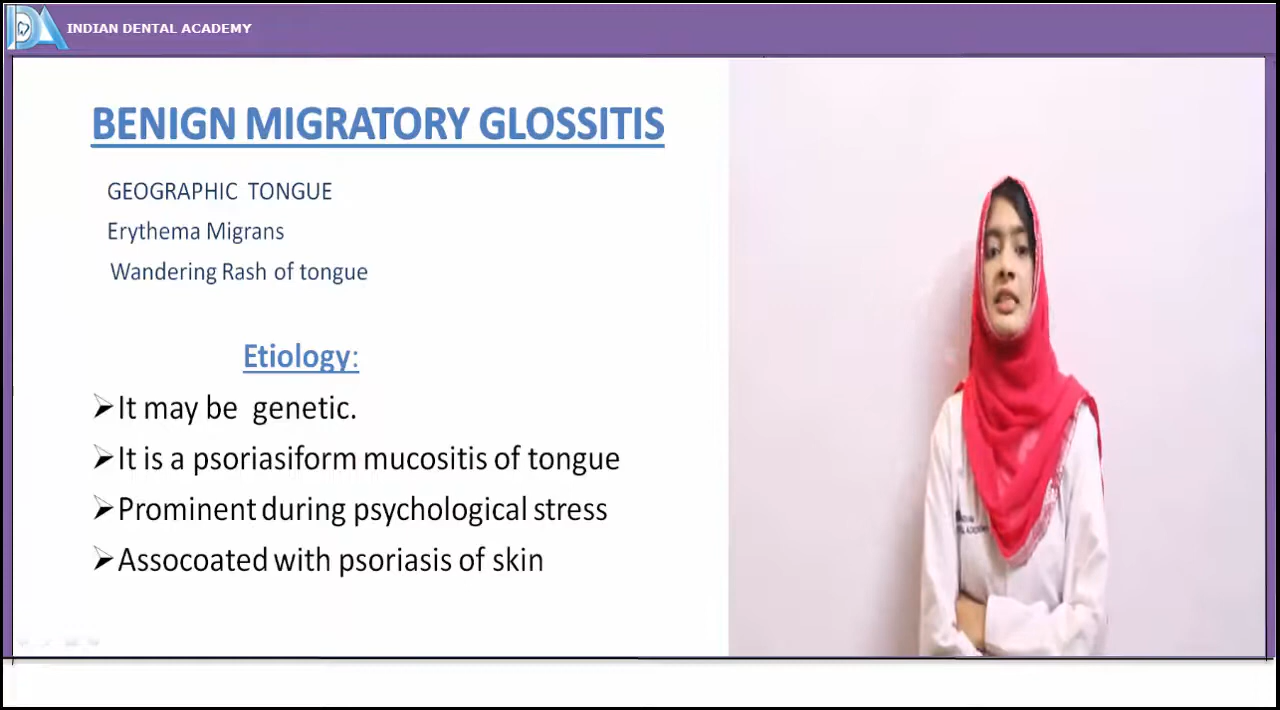 INDIAN DENTAL ACADEMY
BENIGN MIGRATORY GLOSSITIS
GEOGRAPHIC TONGUE
Erythema Migrans
Wandering Rash of tongue
Etiology:
It may be genetic.
It is a psoriasiform mucositis of tongue
Prominent during psychological stress
Assocoated with psoriasis of skin